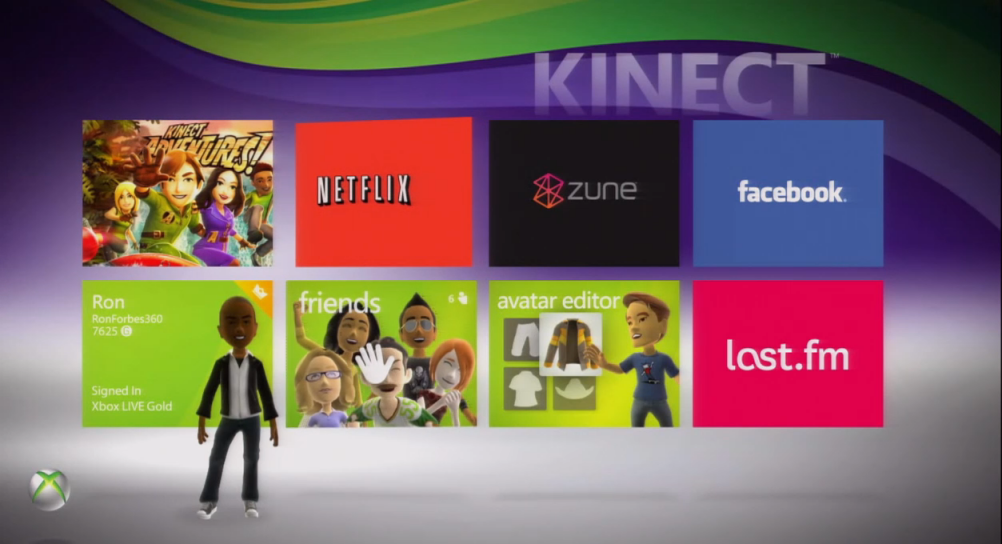 KINECT™
KINECT
ADVENTURES!
NETFLIX
zune
facebook
Ron
RonForbes360
7625 G
Signed In
Xbox LIVE Gold
friends
6
avatar editor
last.fm